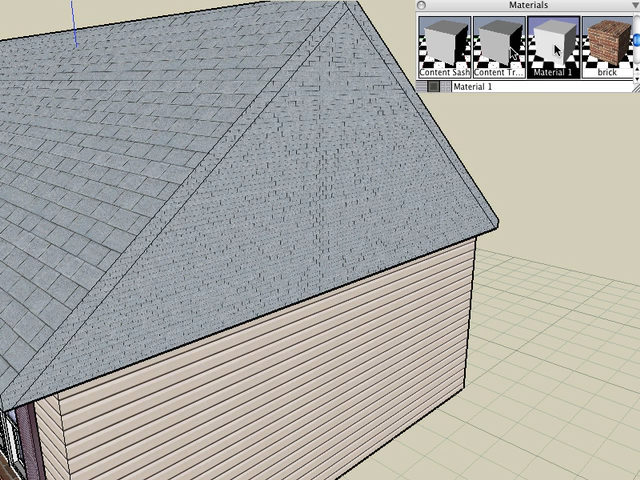 Materials
Content Sash
Content Tr...
Material 1
brick
Material 1